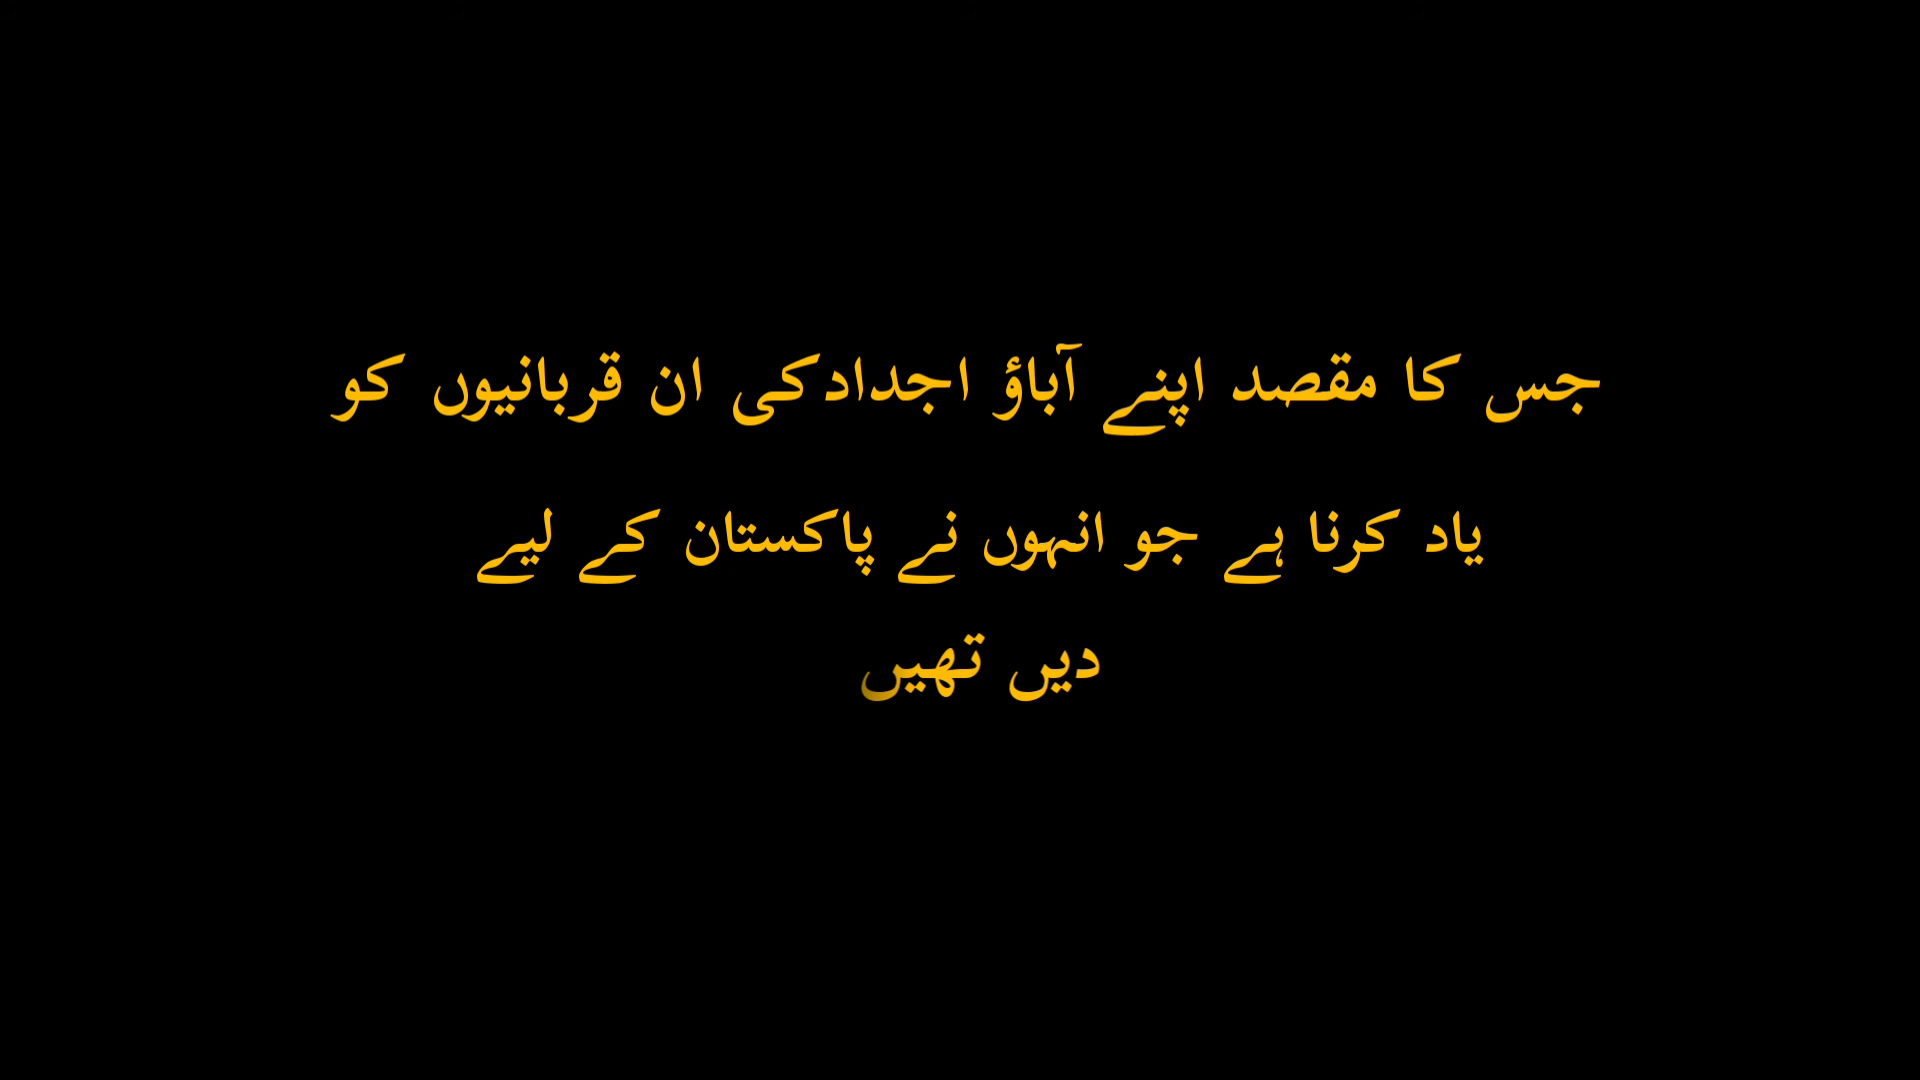 جس کا مقصد اپنے آباؤ اجدادکی ان قربانیوں کو
یاد کرنا ہے جو انہوں نے پاکستان کے لیے
دیں تھیں